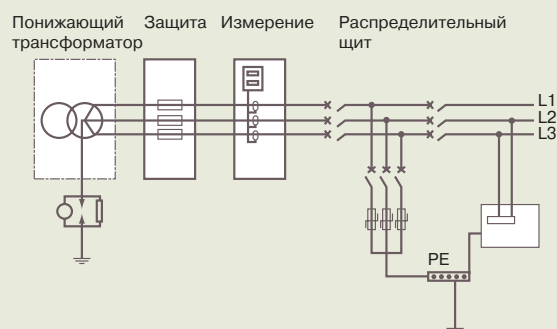 Понижающий
трансформатор
Защита
Измерение
Распределительный
щит
L1
L2
L3
PE